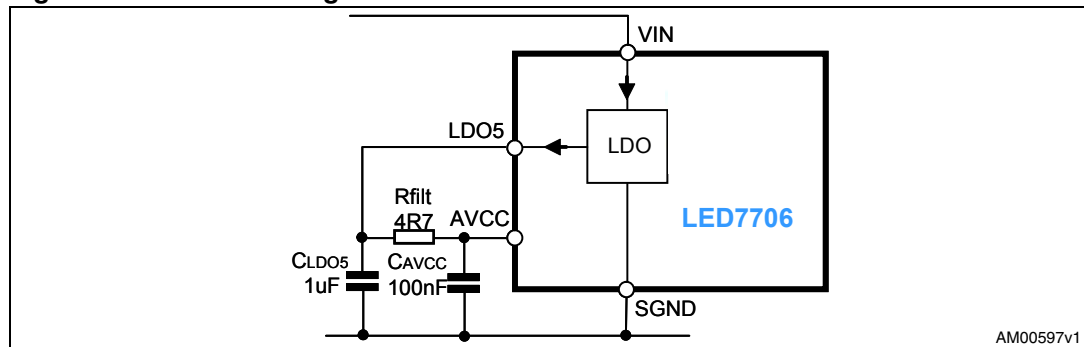 VIN
LDO5
LDO
Rfilt
4R7
AVCC
LED7706
CLDO5
1uF
CAVCC
100nF
SGND
AM00597v1